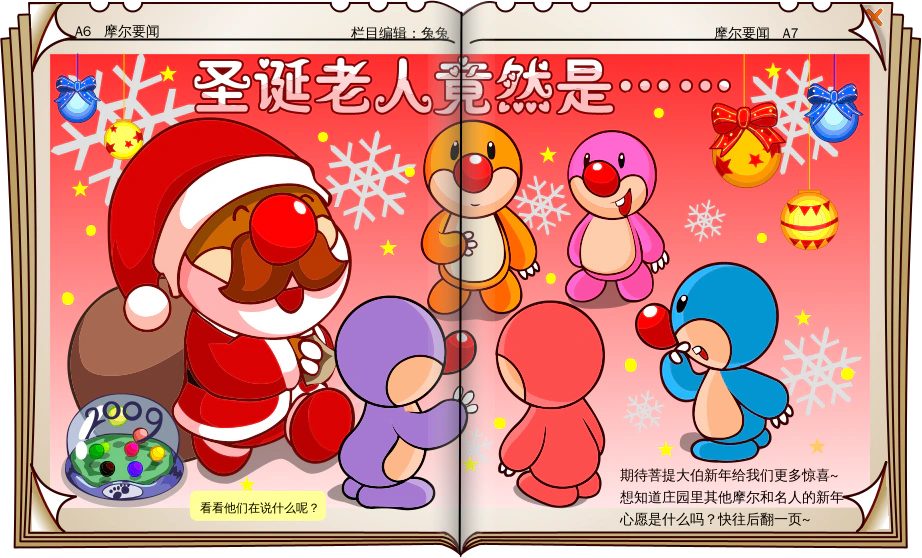 A6 摩尔要闻
栏目编辑：兔兔
摩尔要闻 A7
圣诞老人竟然是……
2009
看看他们在说什么呢？
期待菩提大伯新年给我们更多惊喜~
想知道庄园里其他摩尔和名人的新年
心愿是什么吗？快往后翻一页~